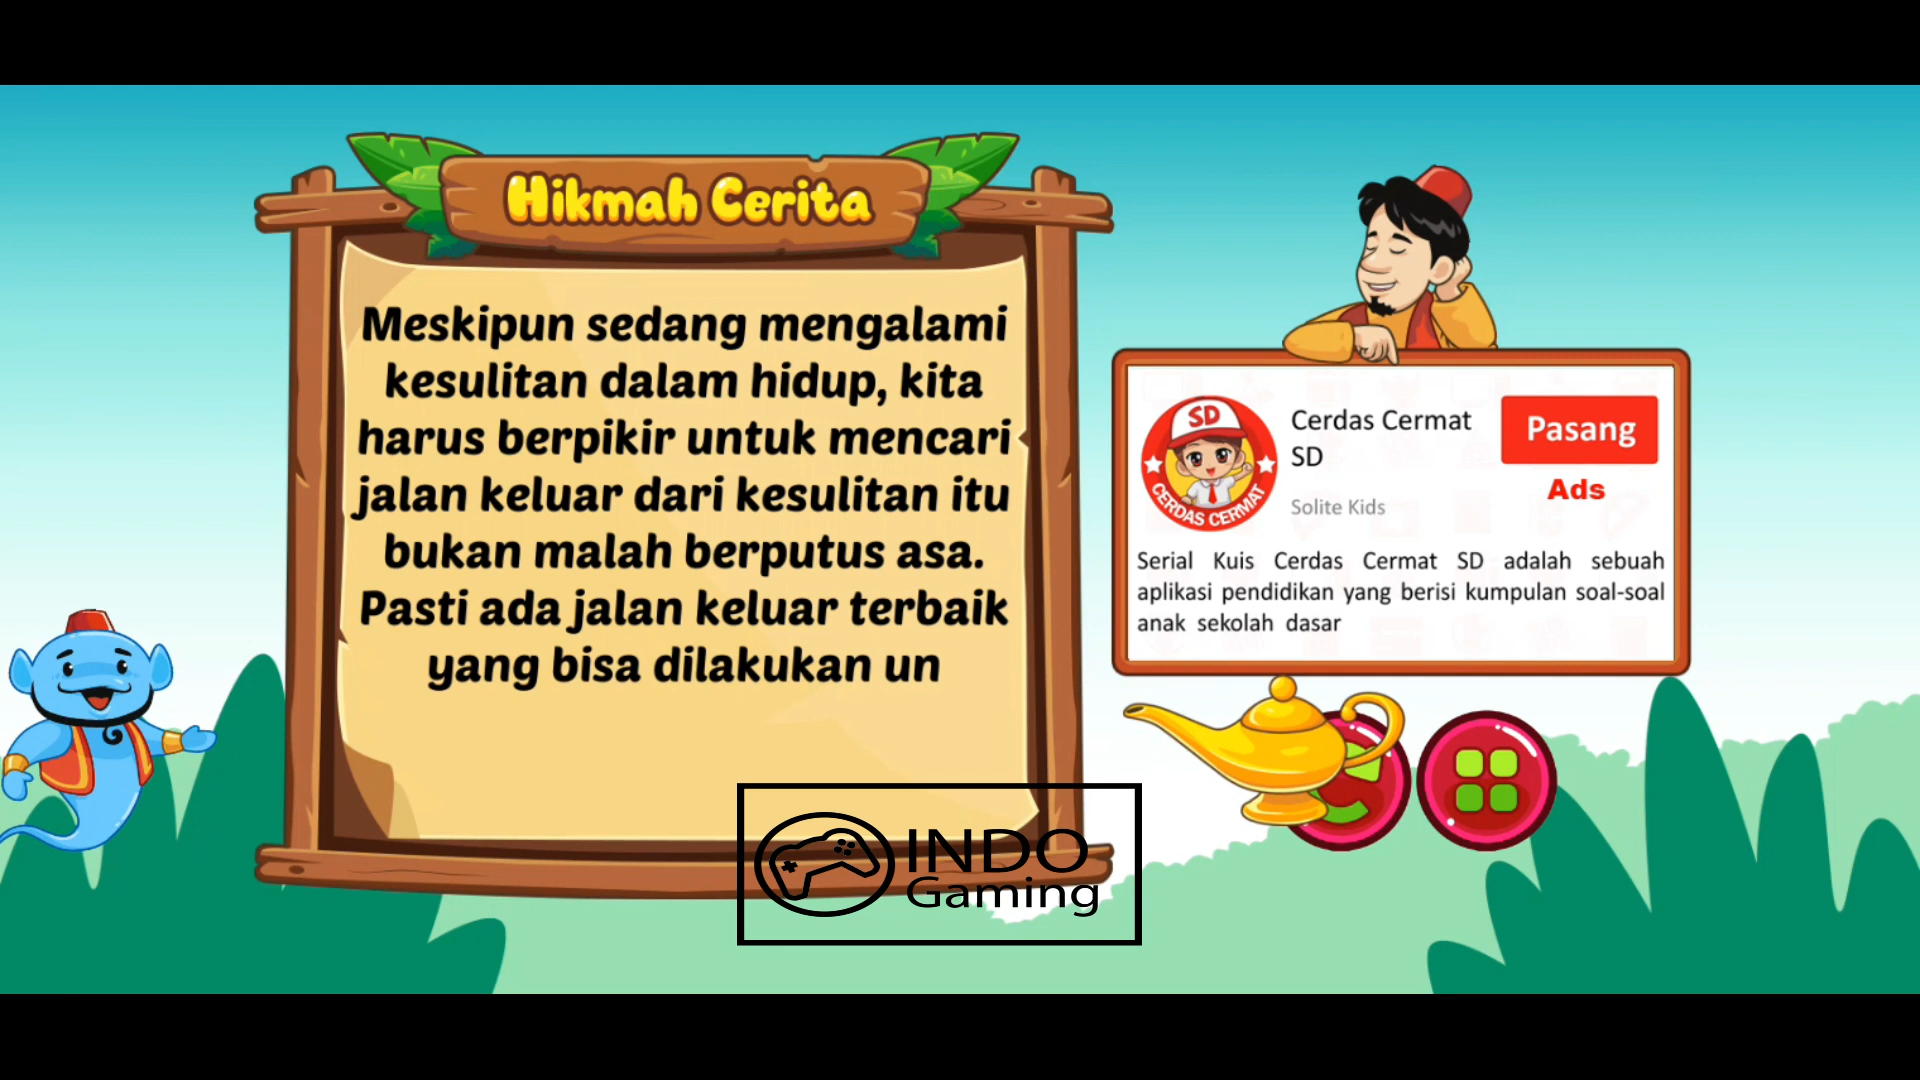 Hikmah Cerita
Meskipun sedang mengalami
kesulitan dalam hidup, kita
harus berpikir untuk mencari
jalan keluar dari kesulitan itu
bukan malah berputus asa.
Pasti ada jalan keluar terbaik
yang bisa dilakukan un
SD
CERDAS CERMAT
Cerdas Cermat
SD
Solite Kids
Pasang
Ads
Serial Kuis Cerdas Cermat SD adalah sebuah
aplikasi pendidikan yang berisi kumpulan soal-soal
anak sekolah dasar
INDO
Gaming